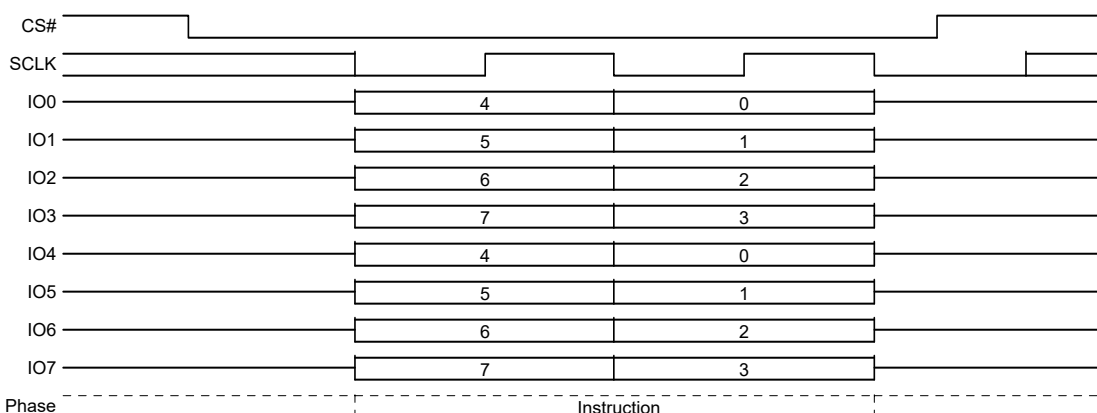 CS#
SCLK
IO0 4 0
IO1 5 1
IO2 6 2
IO3 7 3
IO4 4 0
IO5 5 1
IO6 6 2
IO7 7 3
Phase Instruction